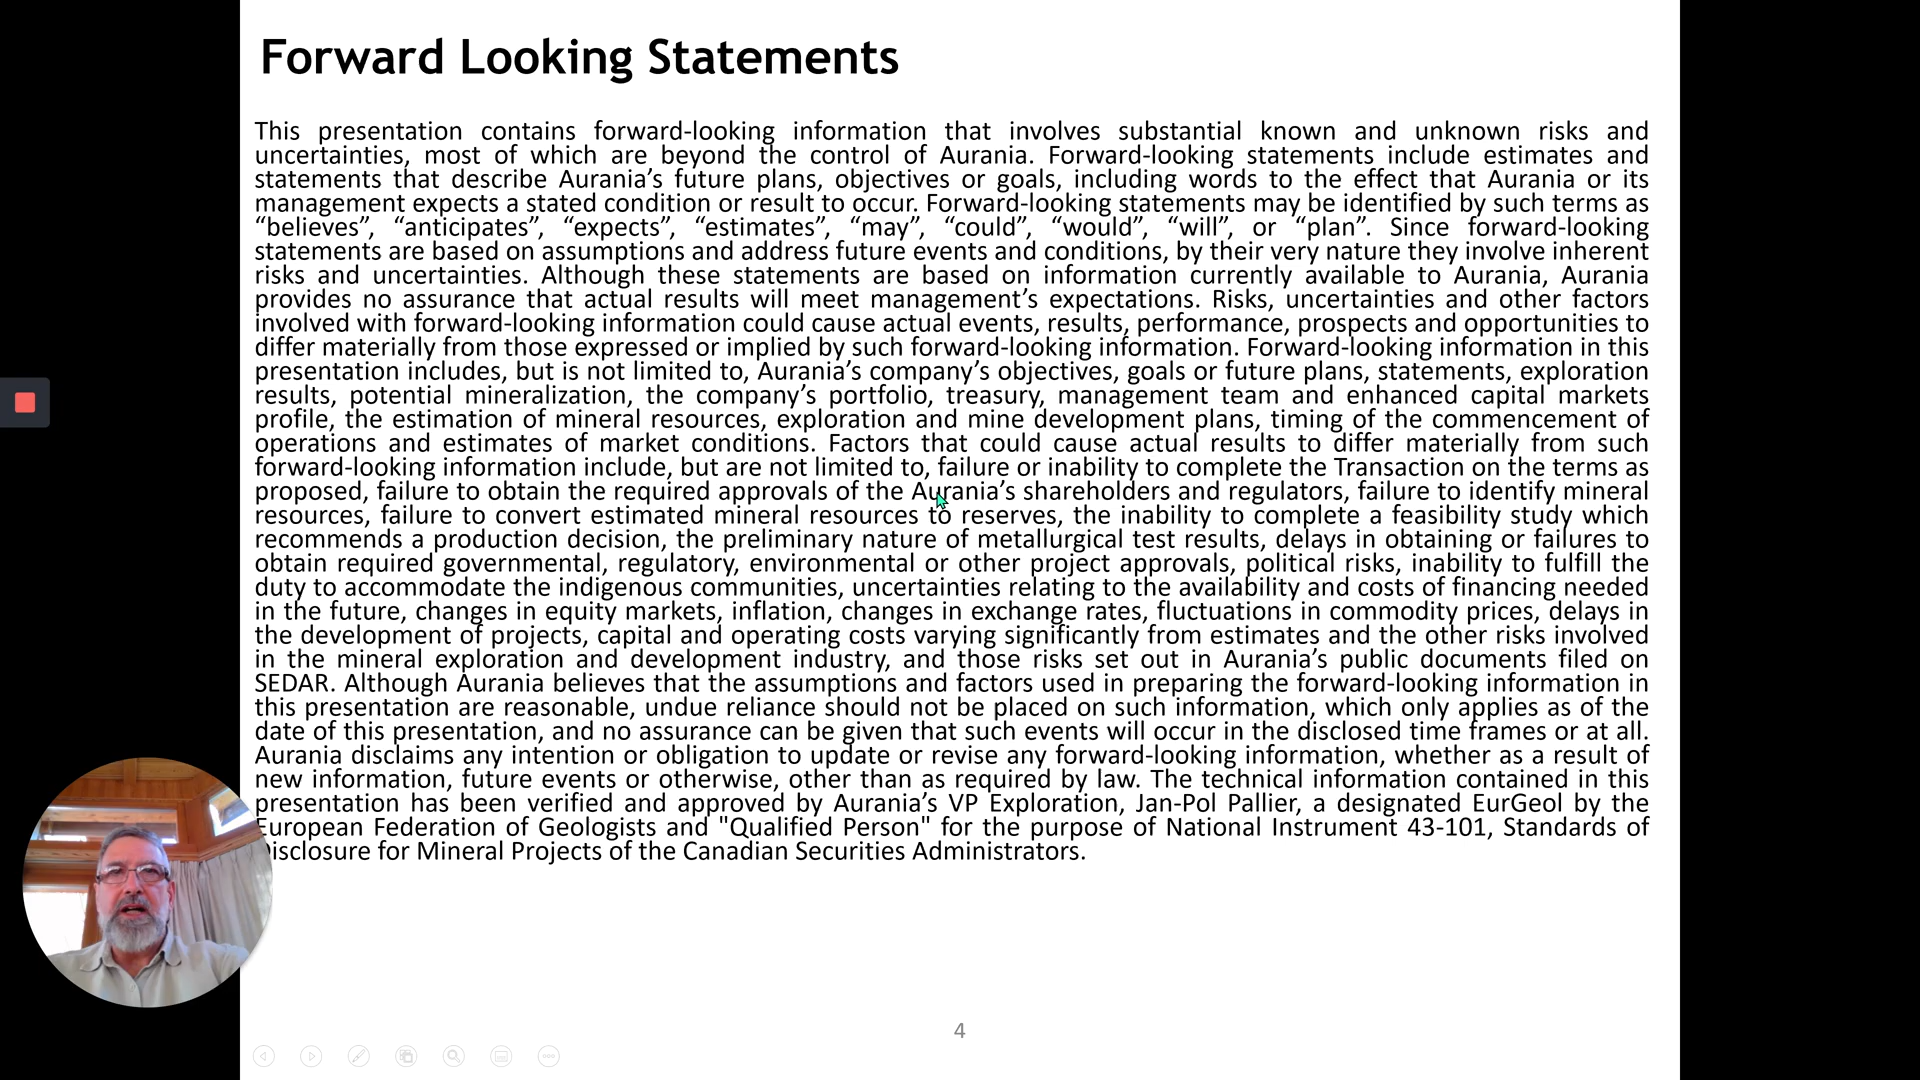 Forward Looking Statements
This presentation contains forward-looking information that involves substantial known and unknown risks and
uncertainties, most of which are beyond the control of Aurania. Forward-looking statements include estimates and
statements that describe Aurania’s future plans, objectives or goals, including words to the effect that Aurania or its
management expects a stated condition or result to occur. Forward-looking statements may be identified by such terms as
“believes”, “anticipates”, “expects”, “estimates”, “may”, “could”, “would”, “will”, or “plan”. Since forward-looking
statements are based on assumptions and address future events and conditions, by their very nature they involve inherent
risks and uncertainties. Although these statements are based on information currently available to Aurania, Aurania
provides no assurance that actual results will meet management’s expectations. Risks, uncertainties and other factors
involved with forward-looking information could cause actual events, results, performance, prospects and opportunities to
differ materially from those expressed or implied by such forward-looking information. Forward-looking information in this
presentation includes, but is not limited to, Aurania’s company’s objectives, goals or future plans, statements, exploration
results, potential mineralization, the company’s portfolio, treasury, management team and enhanced capital markets
profile, the estimation of mineral resources, exploration and mine development plans, timing of the commencement of
operations and estimates of market conditions. Factors that could cause actual results to differ materially from such
forward-looking information include, but are not limited to, failure or inability to complete the Transaction on the terms as
proposed, failure to obtain the required approvals of the Aurania’s shareholders and regulators, failure to identify mineral
resources, failure to convert estimated mineral resources to reserves, the inability to complete a feasibility study which
recommends a production decision, the preliminary nature of metallurgical test results, delays in obtaining or failures to
obtain required governmental, regulatory, environmental or other project approvals, political risks, inability to fulfill the
duty to accommodate the indigenous communities, uncertainties relating to the availability and costs of financing needed
in the future, changes in equity markets, inflation, changes in exchange rates, fluctuations in commodity prices, delays in
the development of projects, capital and operating costs varying significantly from estimates and the other risks involved
in the mineral exploration and development industry, and those risks set out in Aurania’s public documents filed on
SEDAR. Although Aurania believes that the assumptions and factors used in preparing the forward-looking information in
this presentation are reasonable, undue reliance should not be placed on such information, which only applies as of the
date of this presentation, and no assurance can be given that such events will occur in the disclosed time frames or at all.
Aurania disclaims any intention or obligation to update or revise any forward-looking information, whether as a result of
new information, future events or otherwise, other than as required by law. The technical information contained in this
presentation has been verified and approved by Aurania’s VP Exploration, Jan-Pol Pallier, a designated EurGeol by the
European Federation of Geologists and "Qualified Person" for the purpose of National Instrument 43-101, Standards of
Disclosure for Mineral Projects of the Canadian Securities Administrators.
4